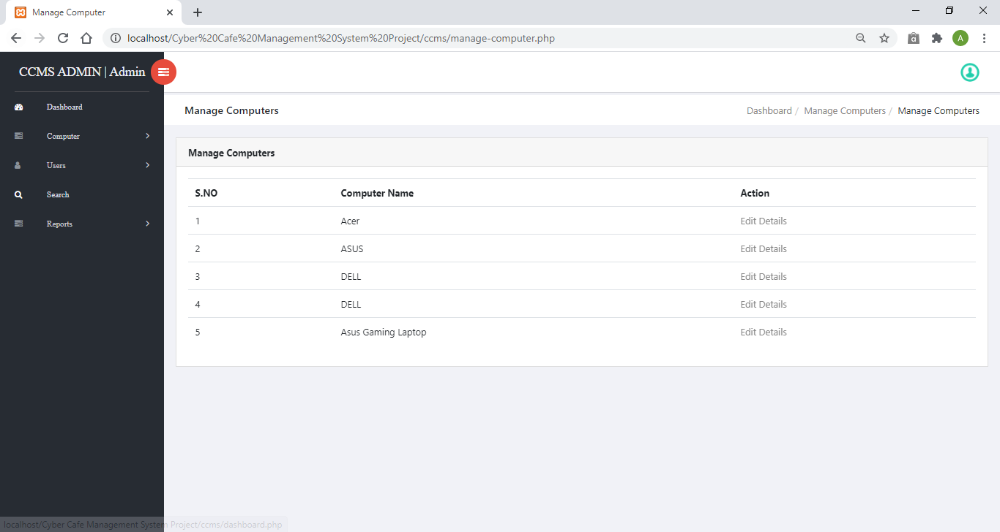 Manage Computer
localhost/Cyber%20Cafe%20Management%20System%20Project/ccms/manage-computer.php
A
CCMS ADMIN | Admin
Dashboard
Computer
Users
Search
Reports
Manage Computers
Dashboard / Manage Computers / Manage Computers
Manage Computers
S.NO Computer Name Action
1 Acer Edit Details
2 ASUS Edit Details
3 DELL Edit Details
4 DELL Edit Details
5 Asus Gaming Laptop Edit Details
localhost/Cyber Cafe Management System Project/ccms/dashboard.php